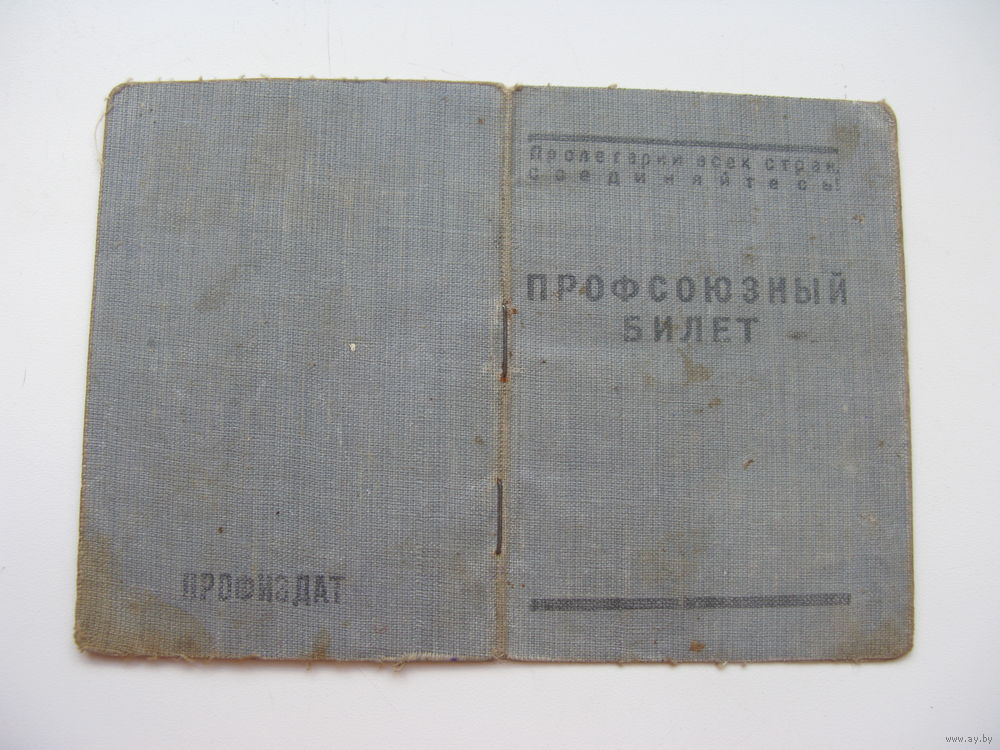 Пролетарии всех стран,
соединяйтесь!
ПРОФСОЮЗНЫЙ
БИЛЕТ
ПРОФИЗДАТ
www.ay.by